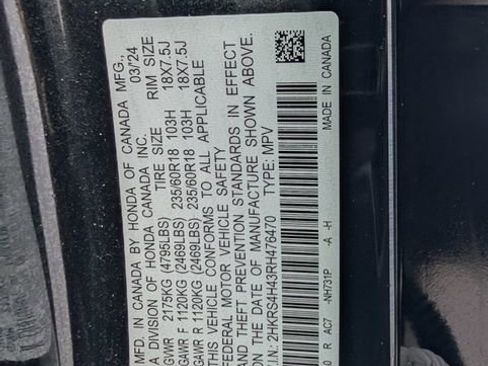 MFD. IN CANADA BY HONDA OF CANADA MFG.,
A DIVISION OF HONDA CANADA INC. 03/'24
TIRE SIZE RIM SIZE
GVWR 2175KG (4795LBS)
GAWR F 1120KG (2469LBS) 235/60R18 103H 18X7.5J
GAWR R 1120KG (2469LBS) 235/60R18 103H 18X7.5J
THIS VEHICLE CONFORMS TO ALL APPLICABLE
FEDERAL MOTOR VEHICLE SAFETY
AND THEFT PREVENTION STANDARDS IN EFFECT
ON THE DATE OF MANUFACTURE SHOWN ABOVE.
V.I.N.: 2HKRS4H43RH476470 TYPE: MPV
R AC7 -NH731P -A -H
MADE IN CANADA